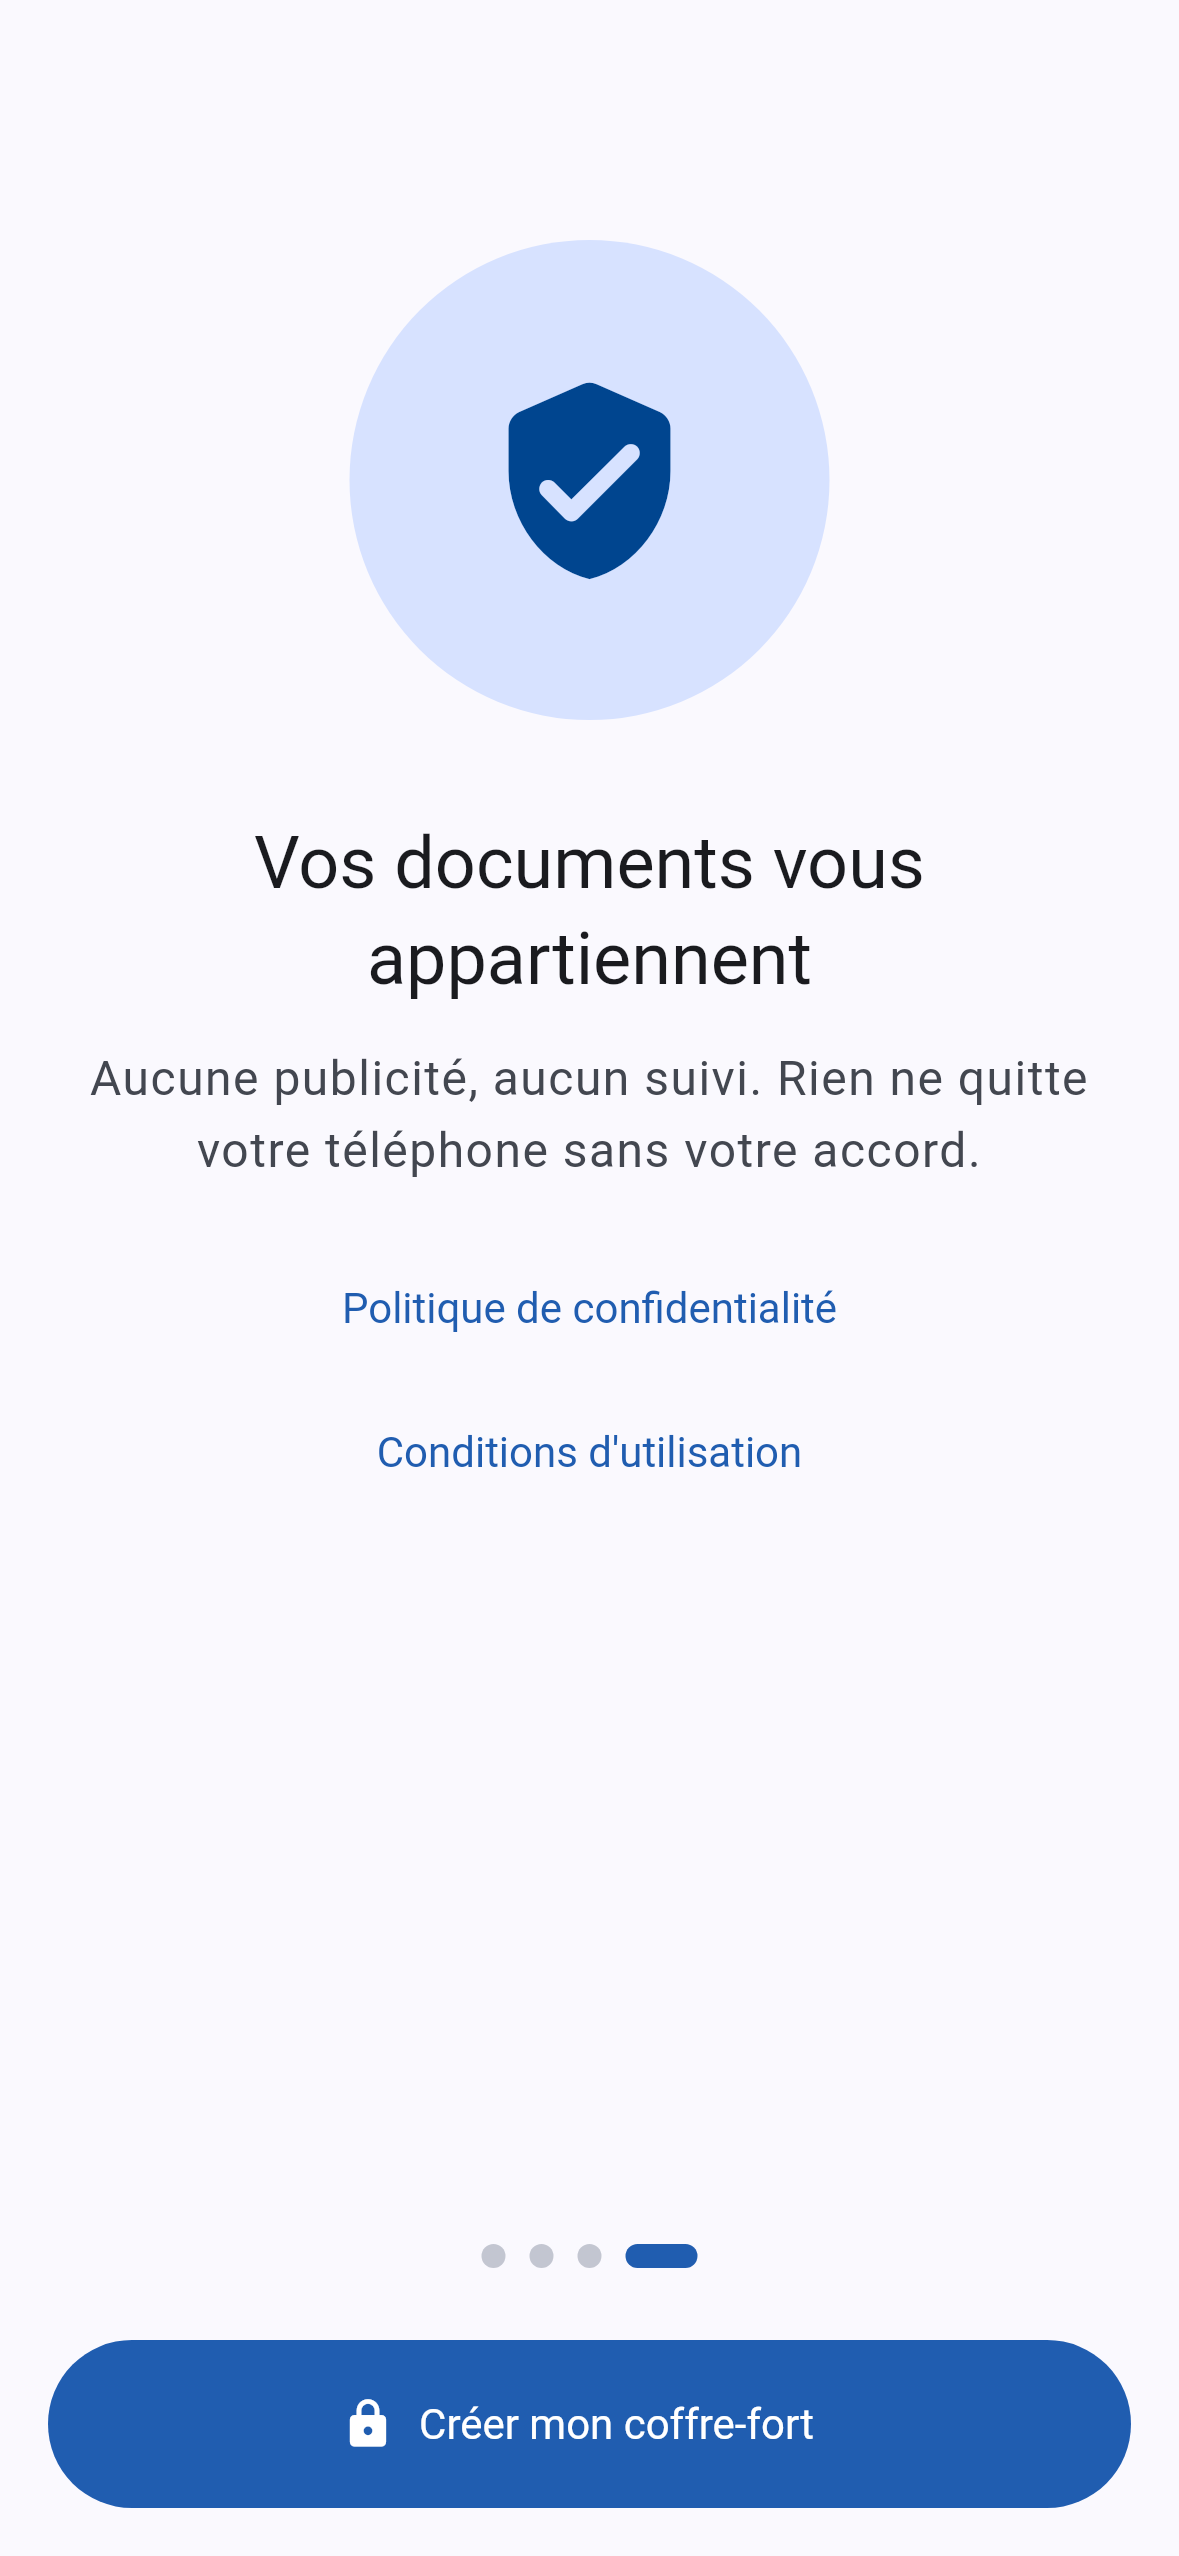 Vos documents vous
appartiennent
Aucune publicité, aucun suivi. Rien ne quitte
votre téléphone sans votre accord.
Politique de confidentialité
Conditions d'utilisation
Créer mon coffre-fort